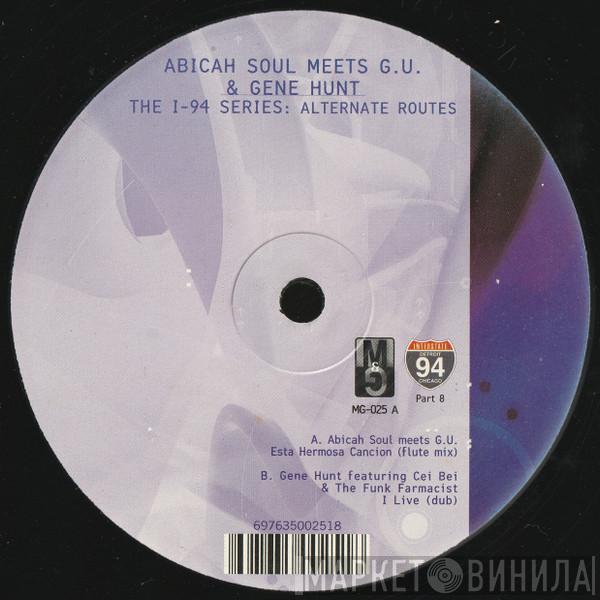 ABICAH SOUL MEETS G.U.
& GENE HUNT
THE I-94 SERIES: ALTERNATE ROUTES
M
&
G
INTERSTATE
DETROIT
94
CHICAGO
MG-025 A
Part 8
A. Abicah Soul meets G.U.
Esta Hermosa Cancion (flute mix)
B. Gene Hunt featuring Cei Bei
& The Funk Farmacist
I Live (dub)
697635002518
МАРКЕТ ВИНИЛА